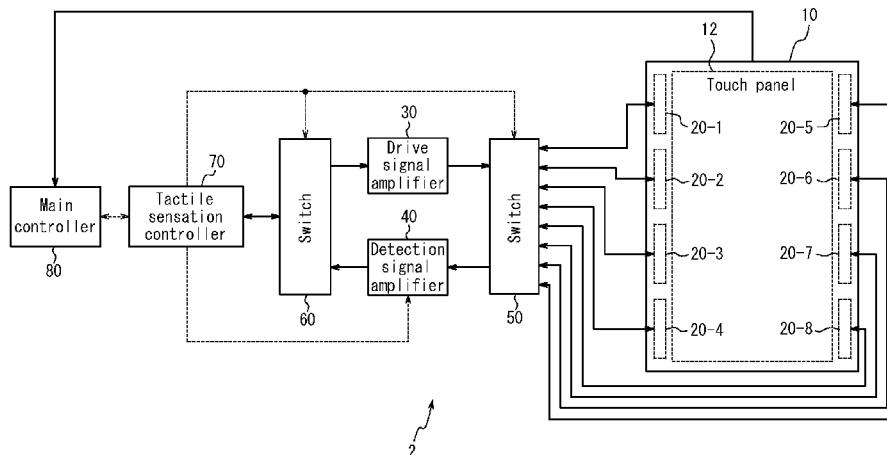 12
10
Touch panel
20-1
20-5
20-2
20-6
20-3
20-7
20-4
20-8
30
Drive
signal
amplifier
70
Tactile
sensation
controller
Main
controller
80
Switch
60
40
Detection
signal
amplifier
Switch
50
2